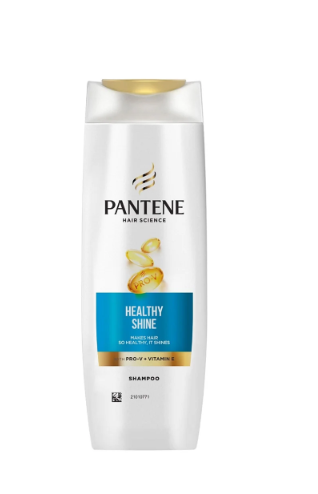 PANTENE
HAIR SCIENCE
PRO-V
HEALTHY
SHINE
MAKES HAIR
SO HEALTHY, IT SHINES
PRO-V + VITAMIN E
SHAMPOO